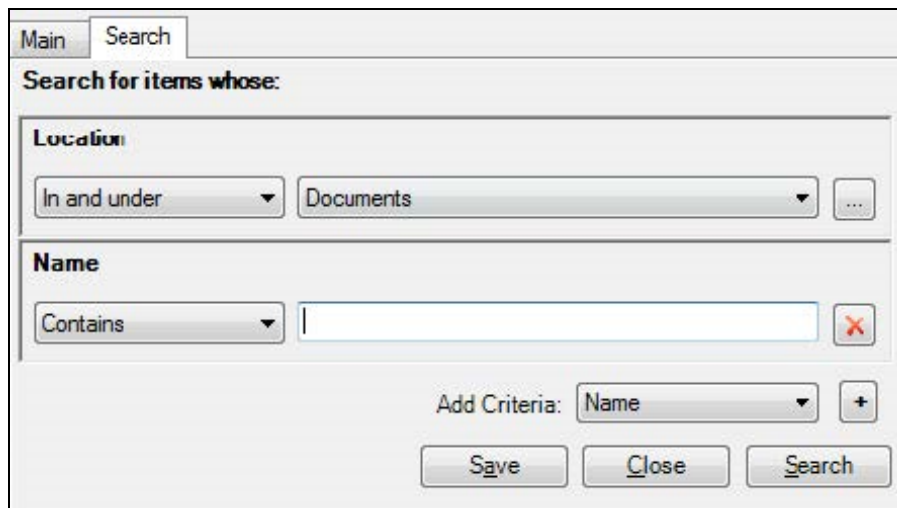 Main Search
Search for items whose:
Location
In and under Documents ...
Name
Contains
Add Criteria: Name +
Save Close Search